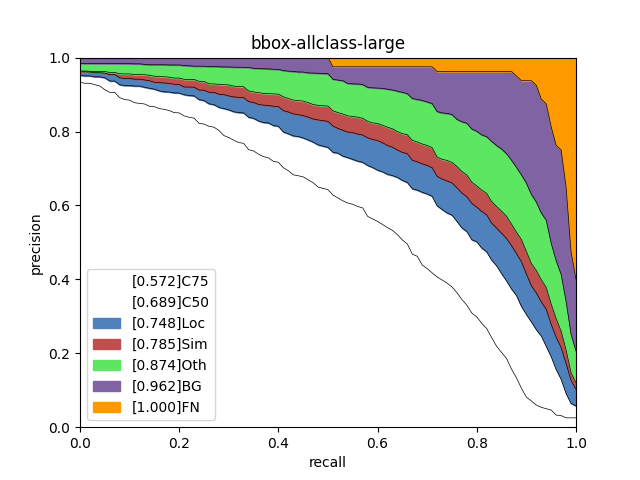 bbox-allclass-large
precision
1.0
0.8
0.6
0.4
0.2
0.0
[0.572]C75
[0.689]C50
[0.748]Loc
[0.785]Sim
[0.874]Oth
[0.962]BG
[1.000]FN
0.0 0.2 0.4 0.6 0.8 1.0
recall